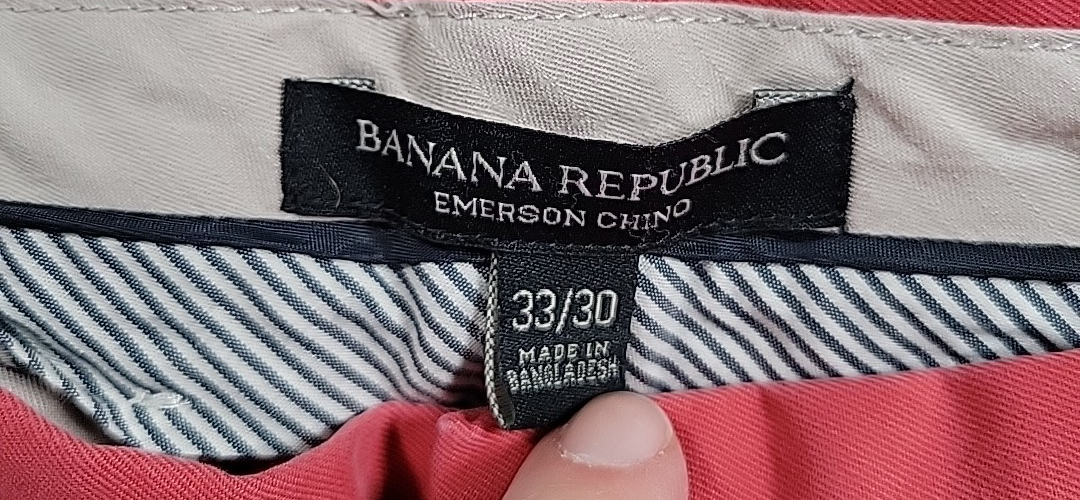 BANANA REPUBLIC
EMERSON CHINO
33/30
MADE IN
BANGLADESH